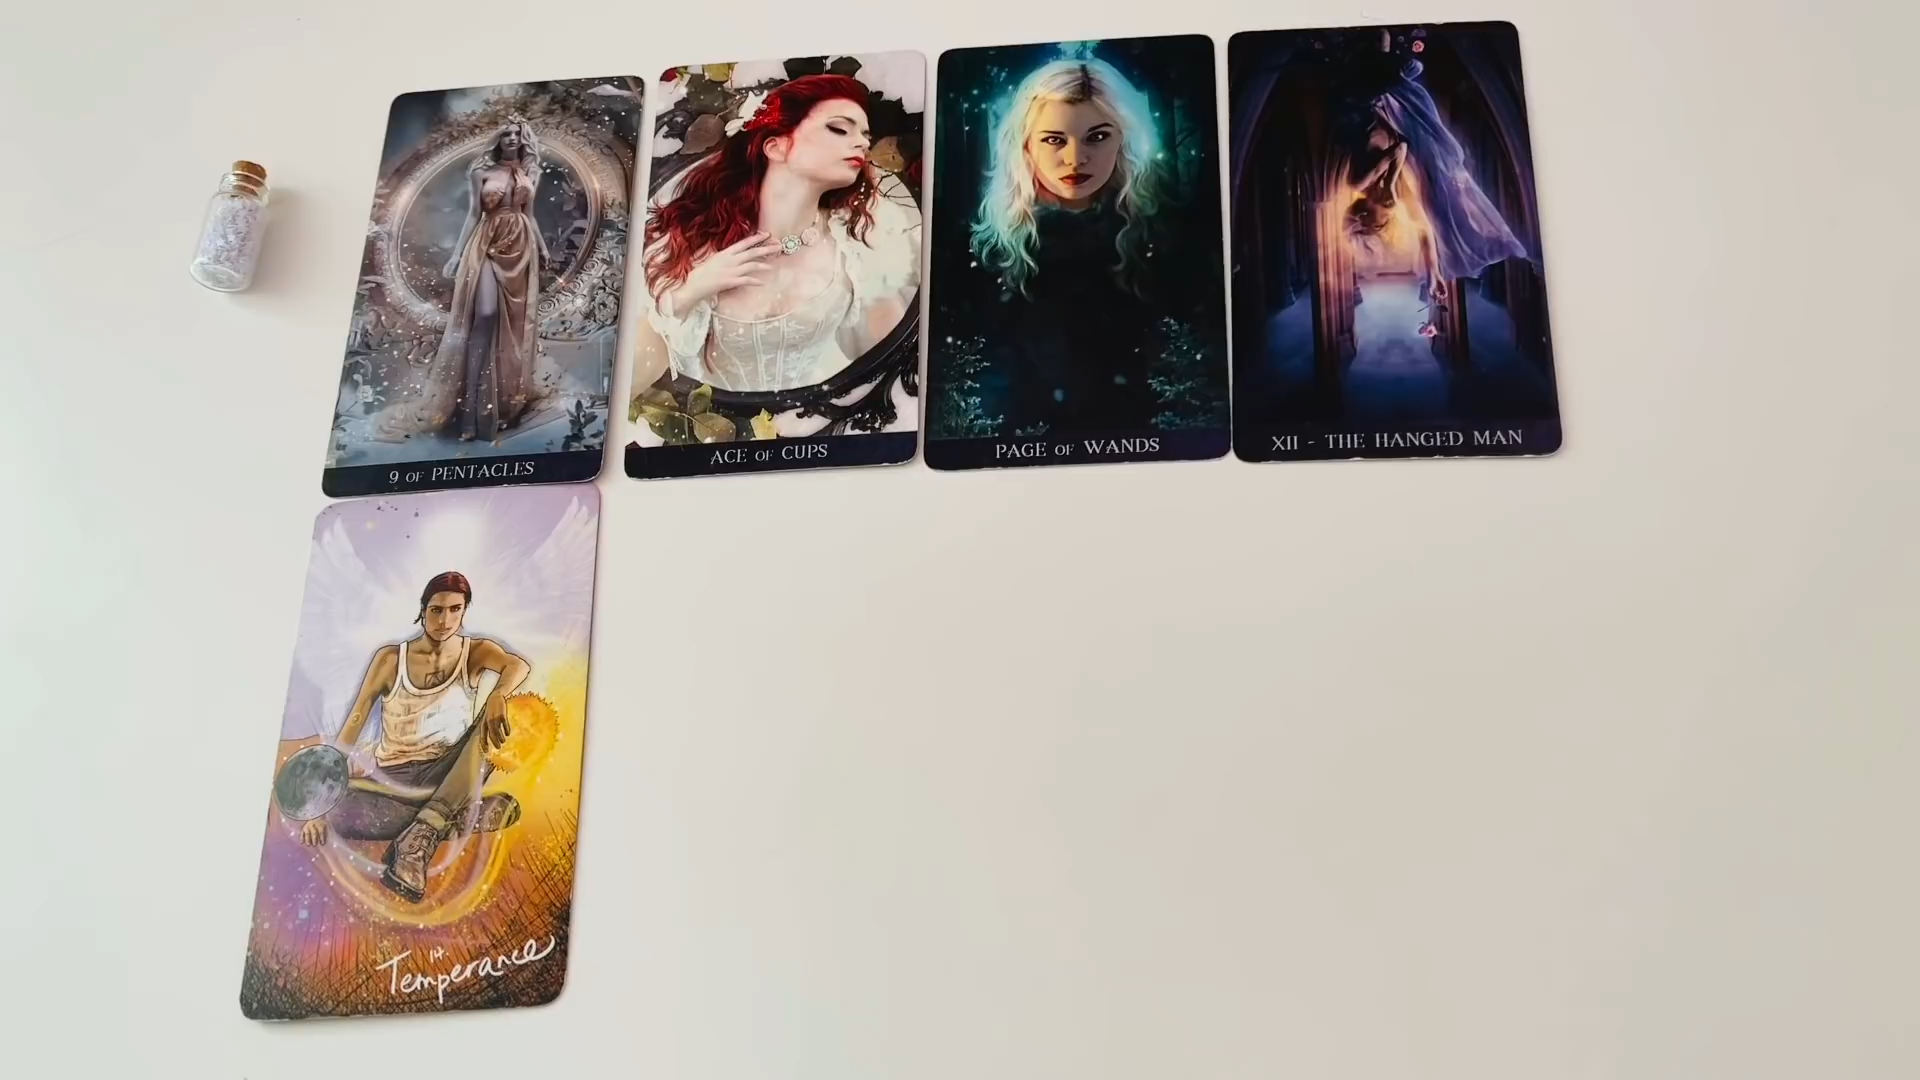 9 OF PENTACLES
ACE OF CUPS
PAGE OF WANDS
XII - THE HANGED MAN
14.
Temperance